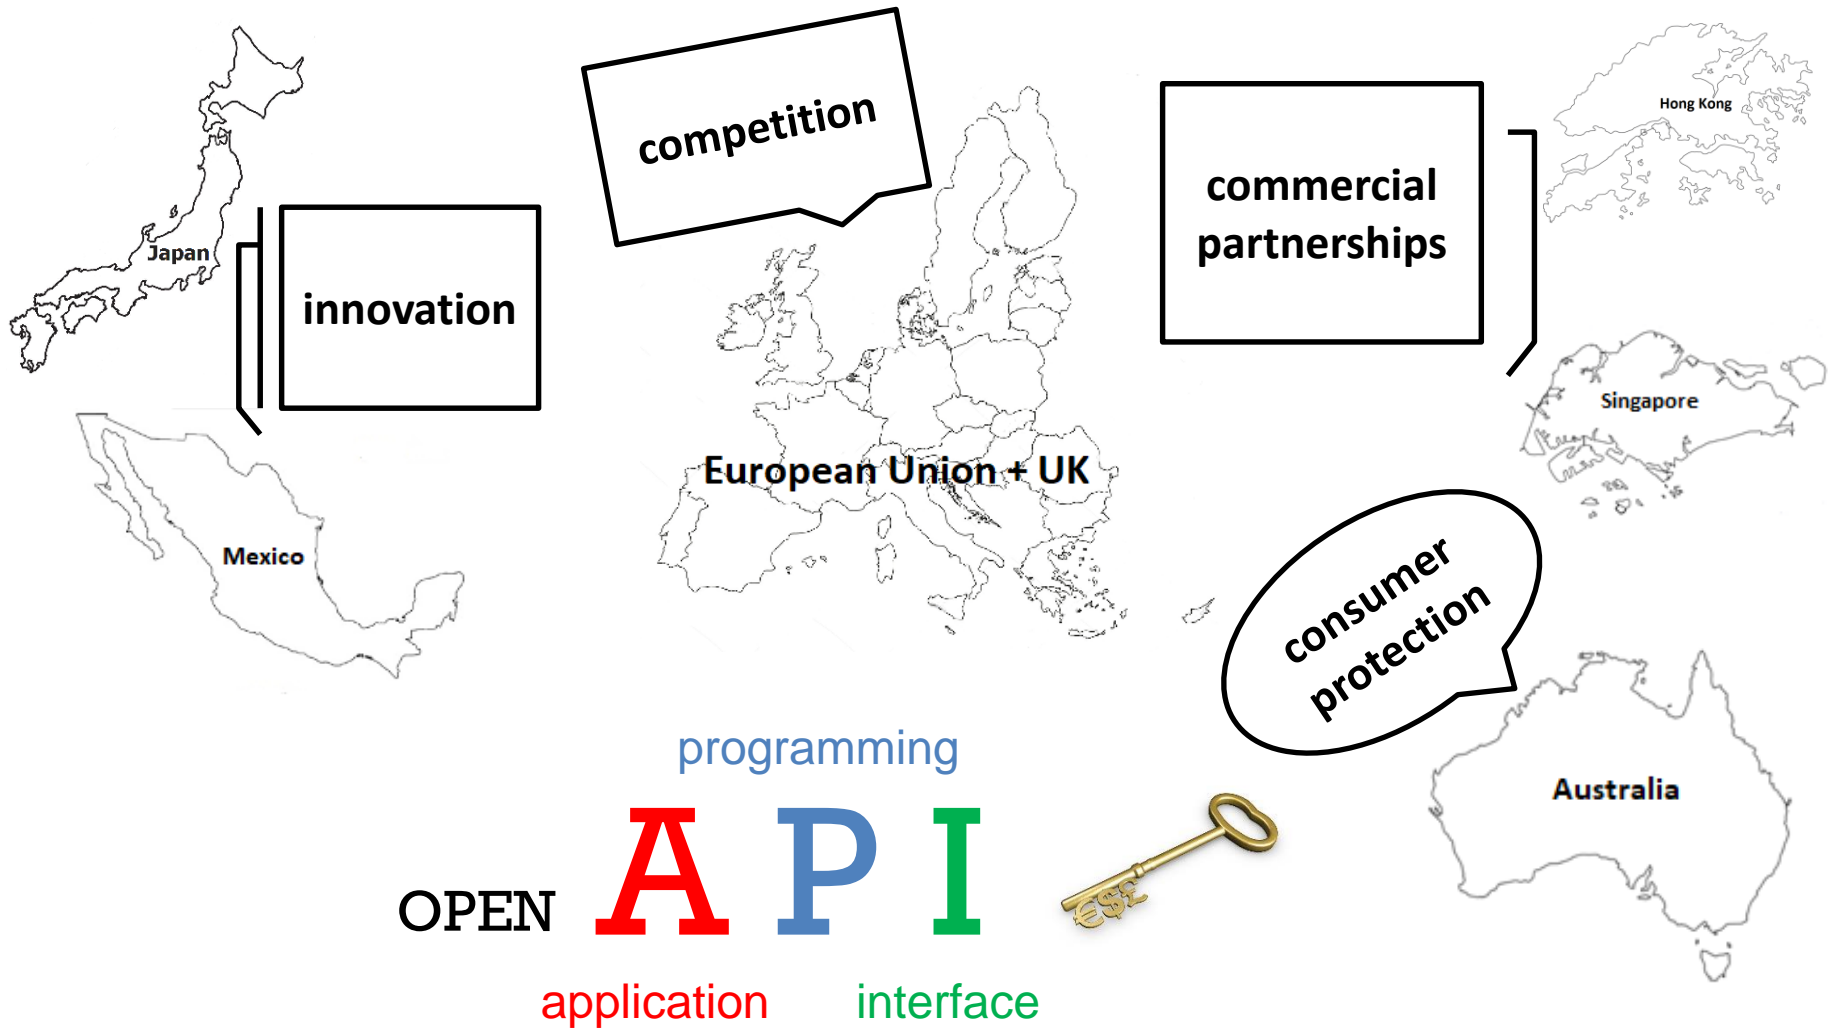 competition
Hong Kong
commercial
partnerships
Japan
innovation
Singapore
European Union + UK
Mexico
consumer
protection
programming
Australia
OPEN API
€$£
application
interface